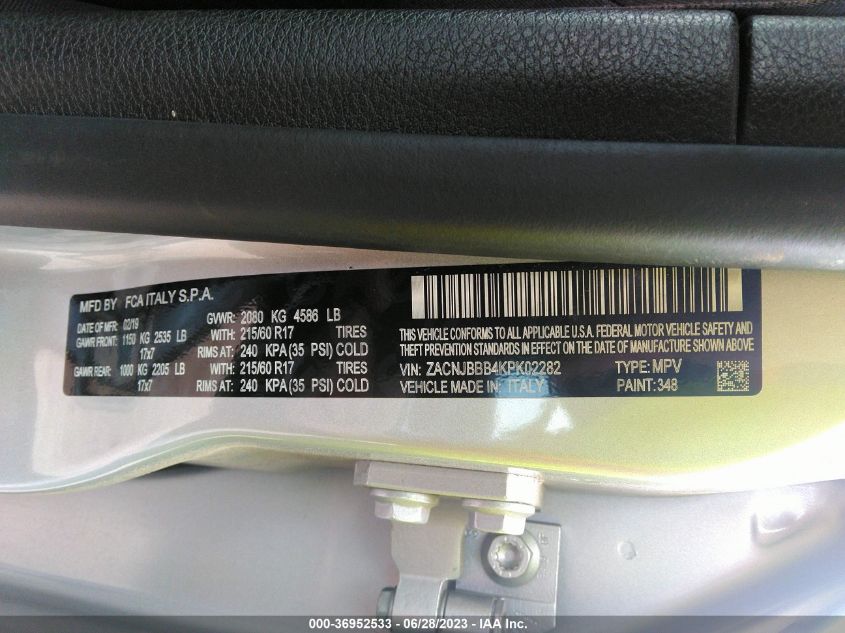 MFD BY FCA ITALY S.P.A.
DATE OF MFR: 02/19 GVWR: 2080 KG 4586 LB
GAWR FRONT: 1150 KG 2535 LB WITH: 215/60 R17 TIRES
17x7 RIMS AT: 240 KPA (35 PSI) COLD
GAWR REAR: 1000 KG 2205 LB WITH: 215/60 R17 TIRES
17x7 RIMS AT: 240 KPA (35 PSI) COLD
THIS VEHICLE CONFORMS TO ALL APPLICABLE U.S.A. FEDERAL MOTOR VEHICLE SAFETY AND
THEFT PREVENTION STANDARDS IN EFFECT ON THE DATE OF MANUFACTURE SHOWN ABOVE
VIN: ZACNJBBB4KPK02282 TYPE: MPV
VEHICLE MADE IN: ITALY PAINT: 348
000-36952533 / 06/28/2023 - IAA Inc.